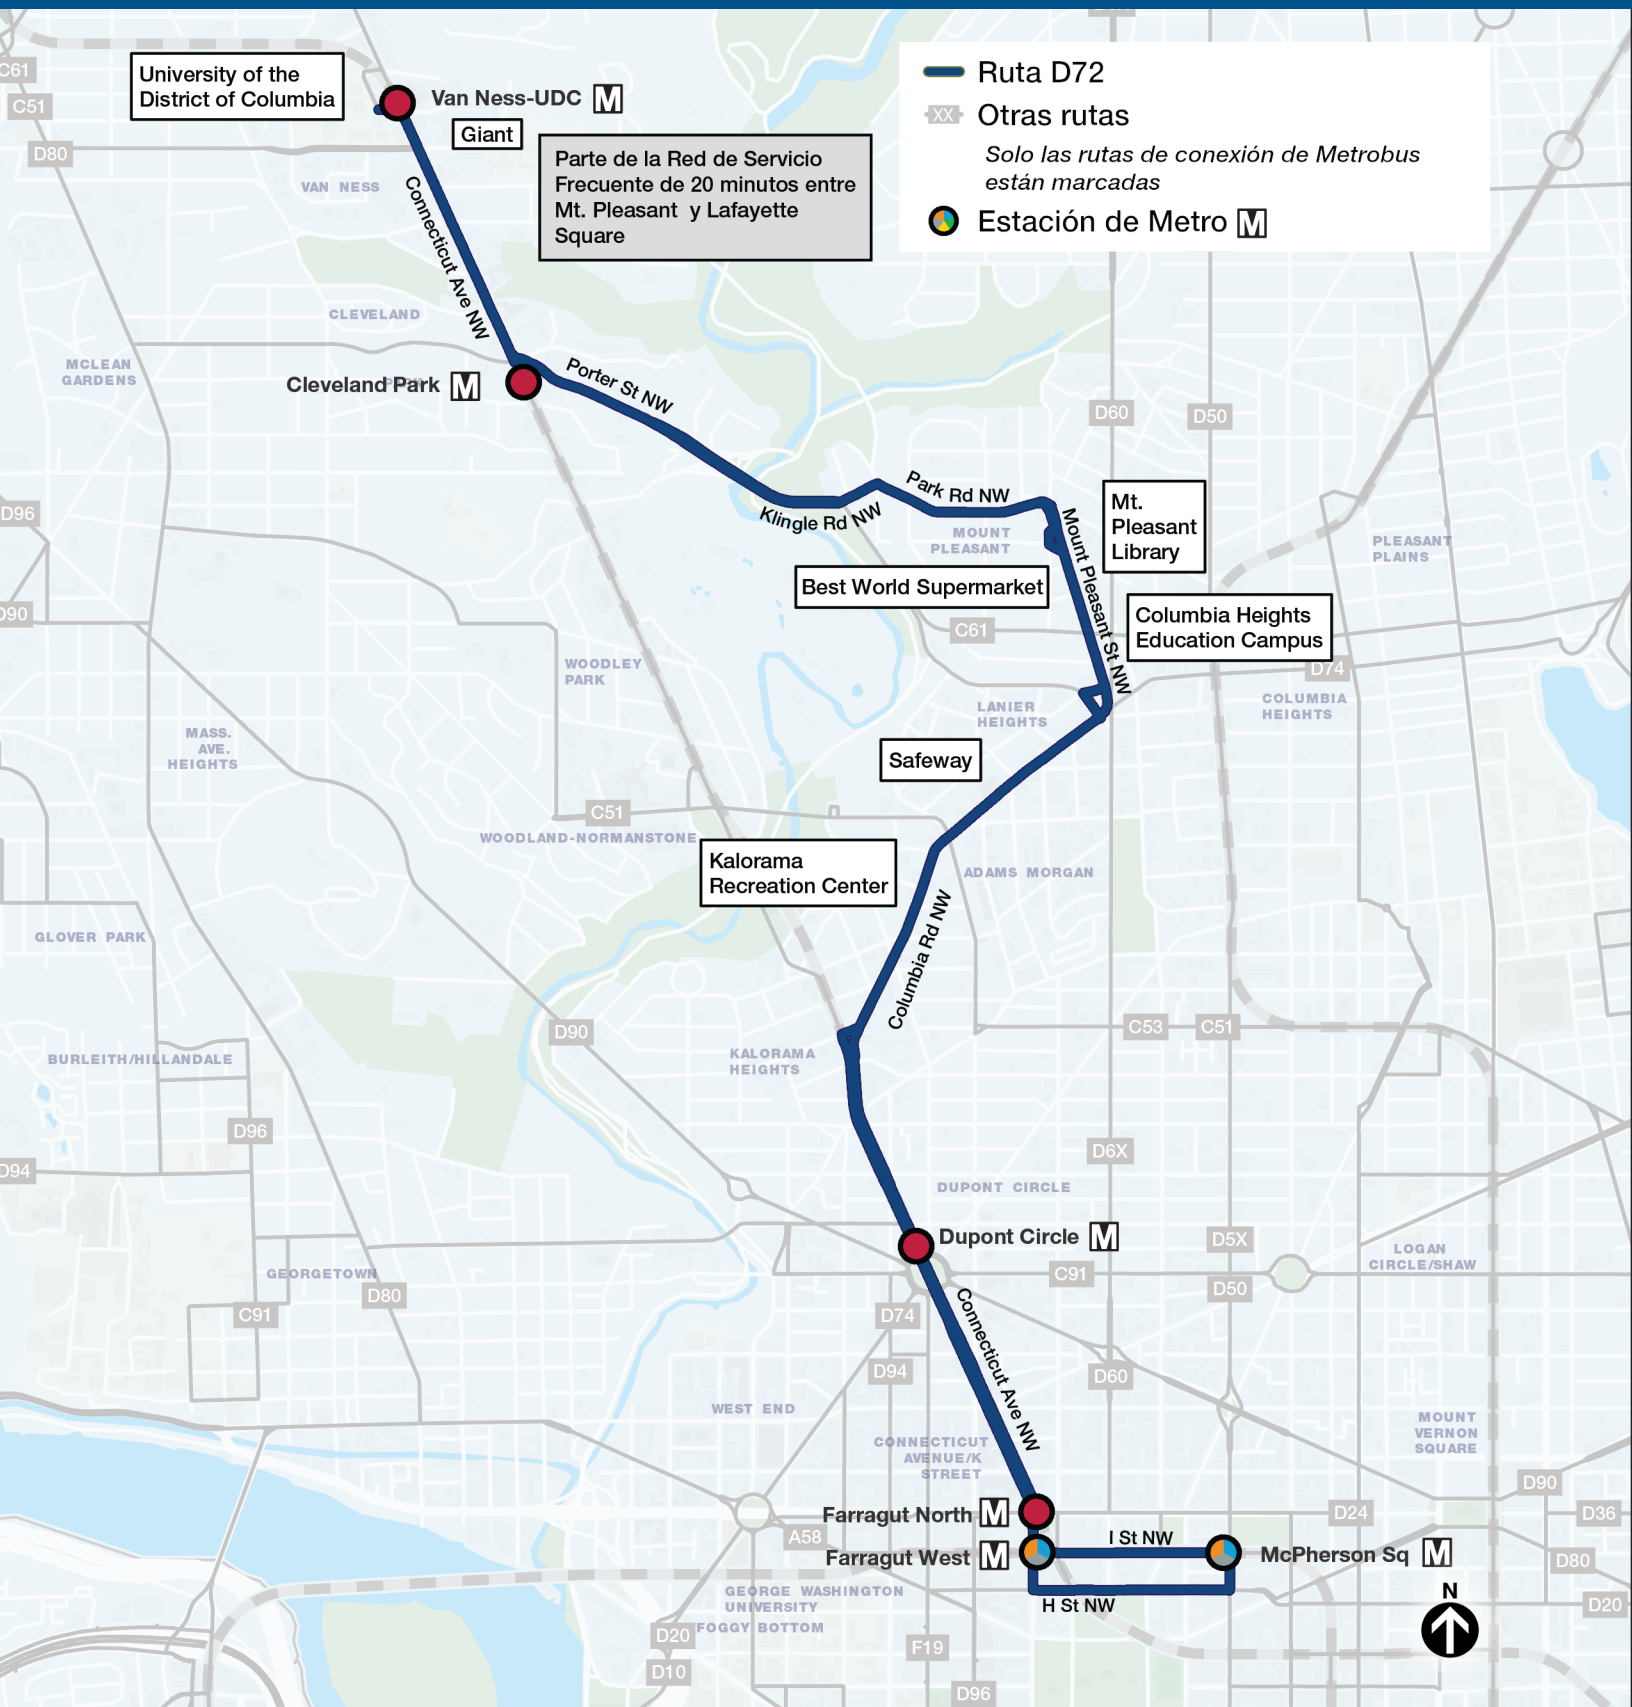 C61
C51
D80
University of the
District of Columbia
Van Ness-UDC M
Giant
Parte de la Red de Servicio
Frecuente de 20 minutos entre
Mt. Pleasant y Lafayette
Square
Ruta D72
XX Otras rutas
Solo las rutas de conexión de Metrobus
están marcadas
Estación de Metro M
VAN NESS
Connecticut Ave NW
CLEVELAND
PARK
MCLEAN
GARDENS
Cleveland Park M
Porter St NW
D60
D50
D96
Klingle Rd NW
Park Rd NW
MOUNT
PLEASANT
Mt.
Pleasant
Library
Mount Pleasant St NW
PLEASANT
PLAINS
Best World Supermarket
D90
C61
Columbia Heights
Education Campus
D74
WOODLEY
PARK
COLUMBIA
HEIGHTS
LANIER
HEIGHTS
MASS.
AVE.
HEIGHTS
Safeway
C51
WOODLAND-NORMANSTONE
Kalorama
Recreation Center
ADAMS MORGAN
GLOVER PARK
Columbia Rd NW
D90
C53
C51
BURLEITH/HILLANDALE
KALORAMA
HEIGHTS
D96
D94
D6X
DUPONT CIRCLE
Dupont Circle M
D5X
LOGAN
CIRCLE/SHAW
GEORGETOWN
C91
D50
D80
C91
D74
Connecticut Ave NW
D94
D60
WEST END
MOUNT
VERNON
SQUARE
CONNECTICUT
AVENUE/K
STREET
D90
Farragut North M
D24
D36
A58
I St NW
Farragut West M
McPherson Sq M
D80
GEORGE WASHINGTON
UNIVERSITY
H St NW
N
D20
FOGGY BOTTOM
D20
F19
D10
D96